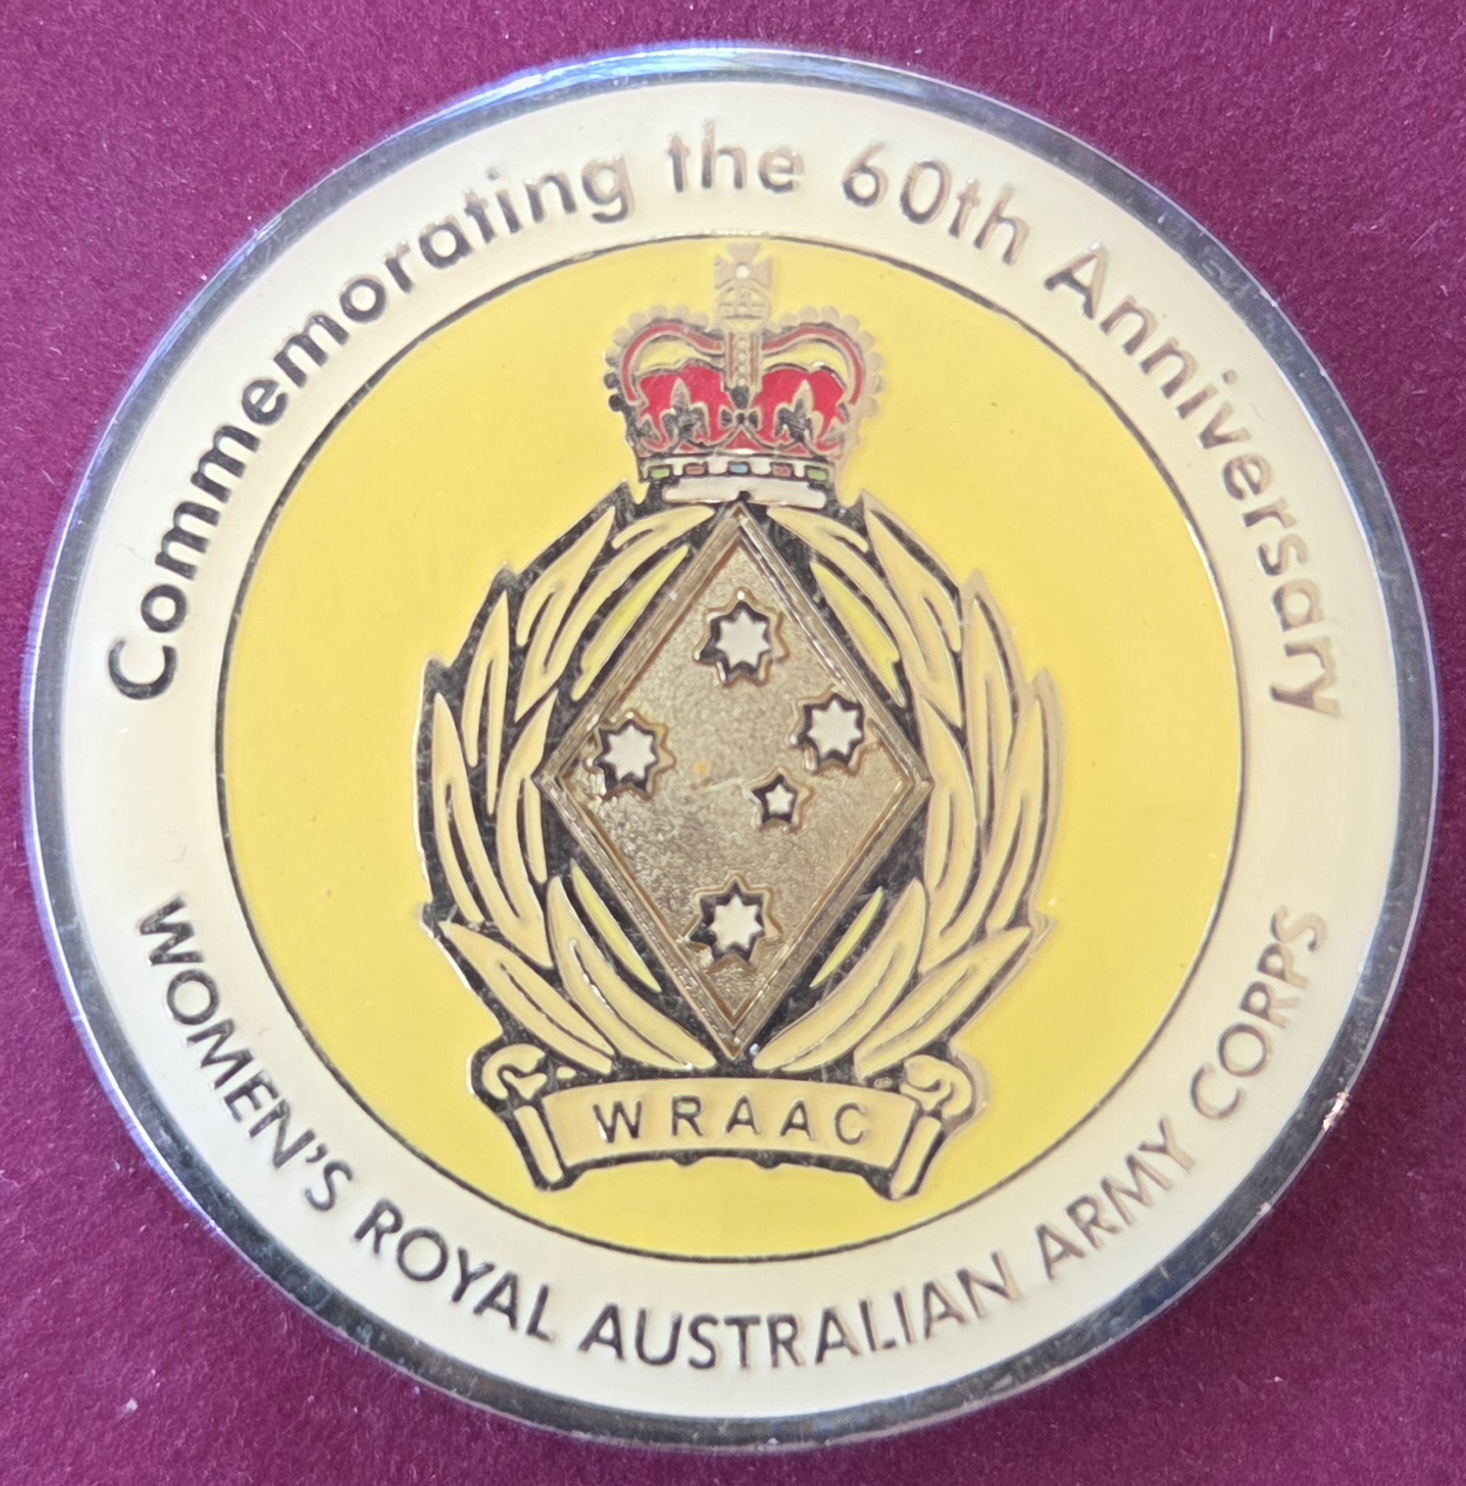 Commemorating the 60th Anniversary
WRAAC
WOMEN'S ROYAL AUSTRALIAN ARMY CORPS